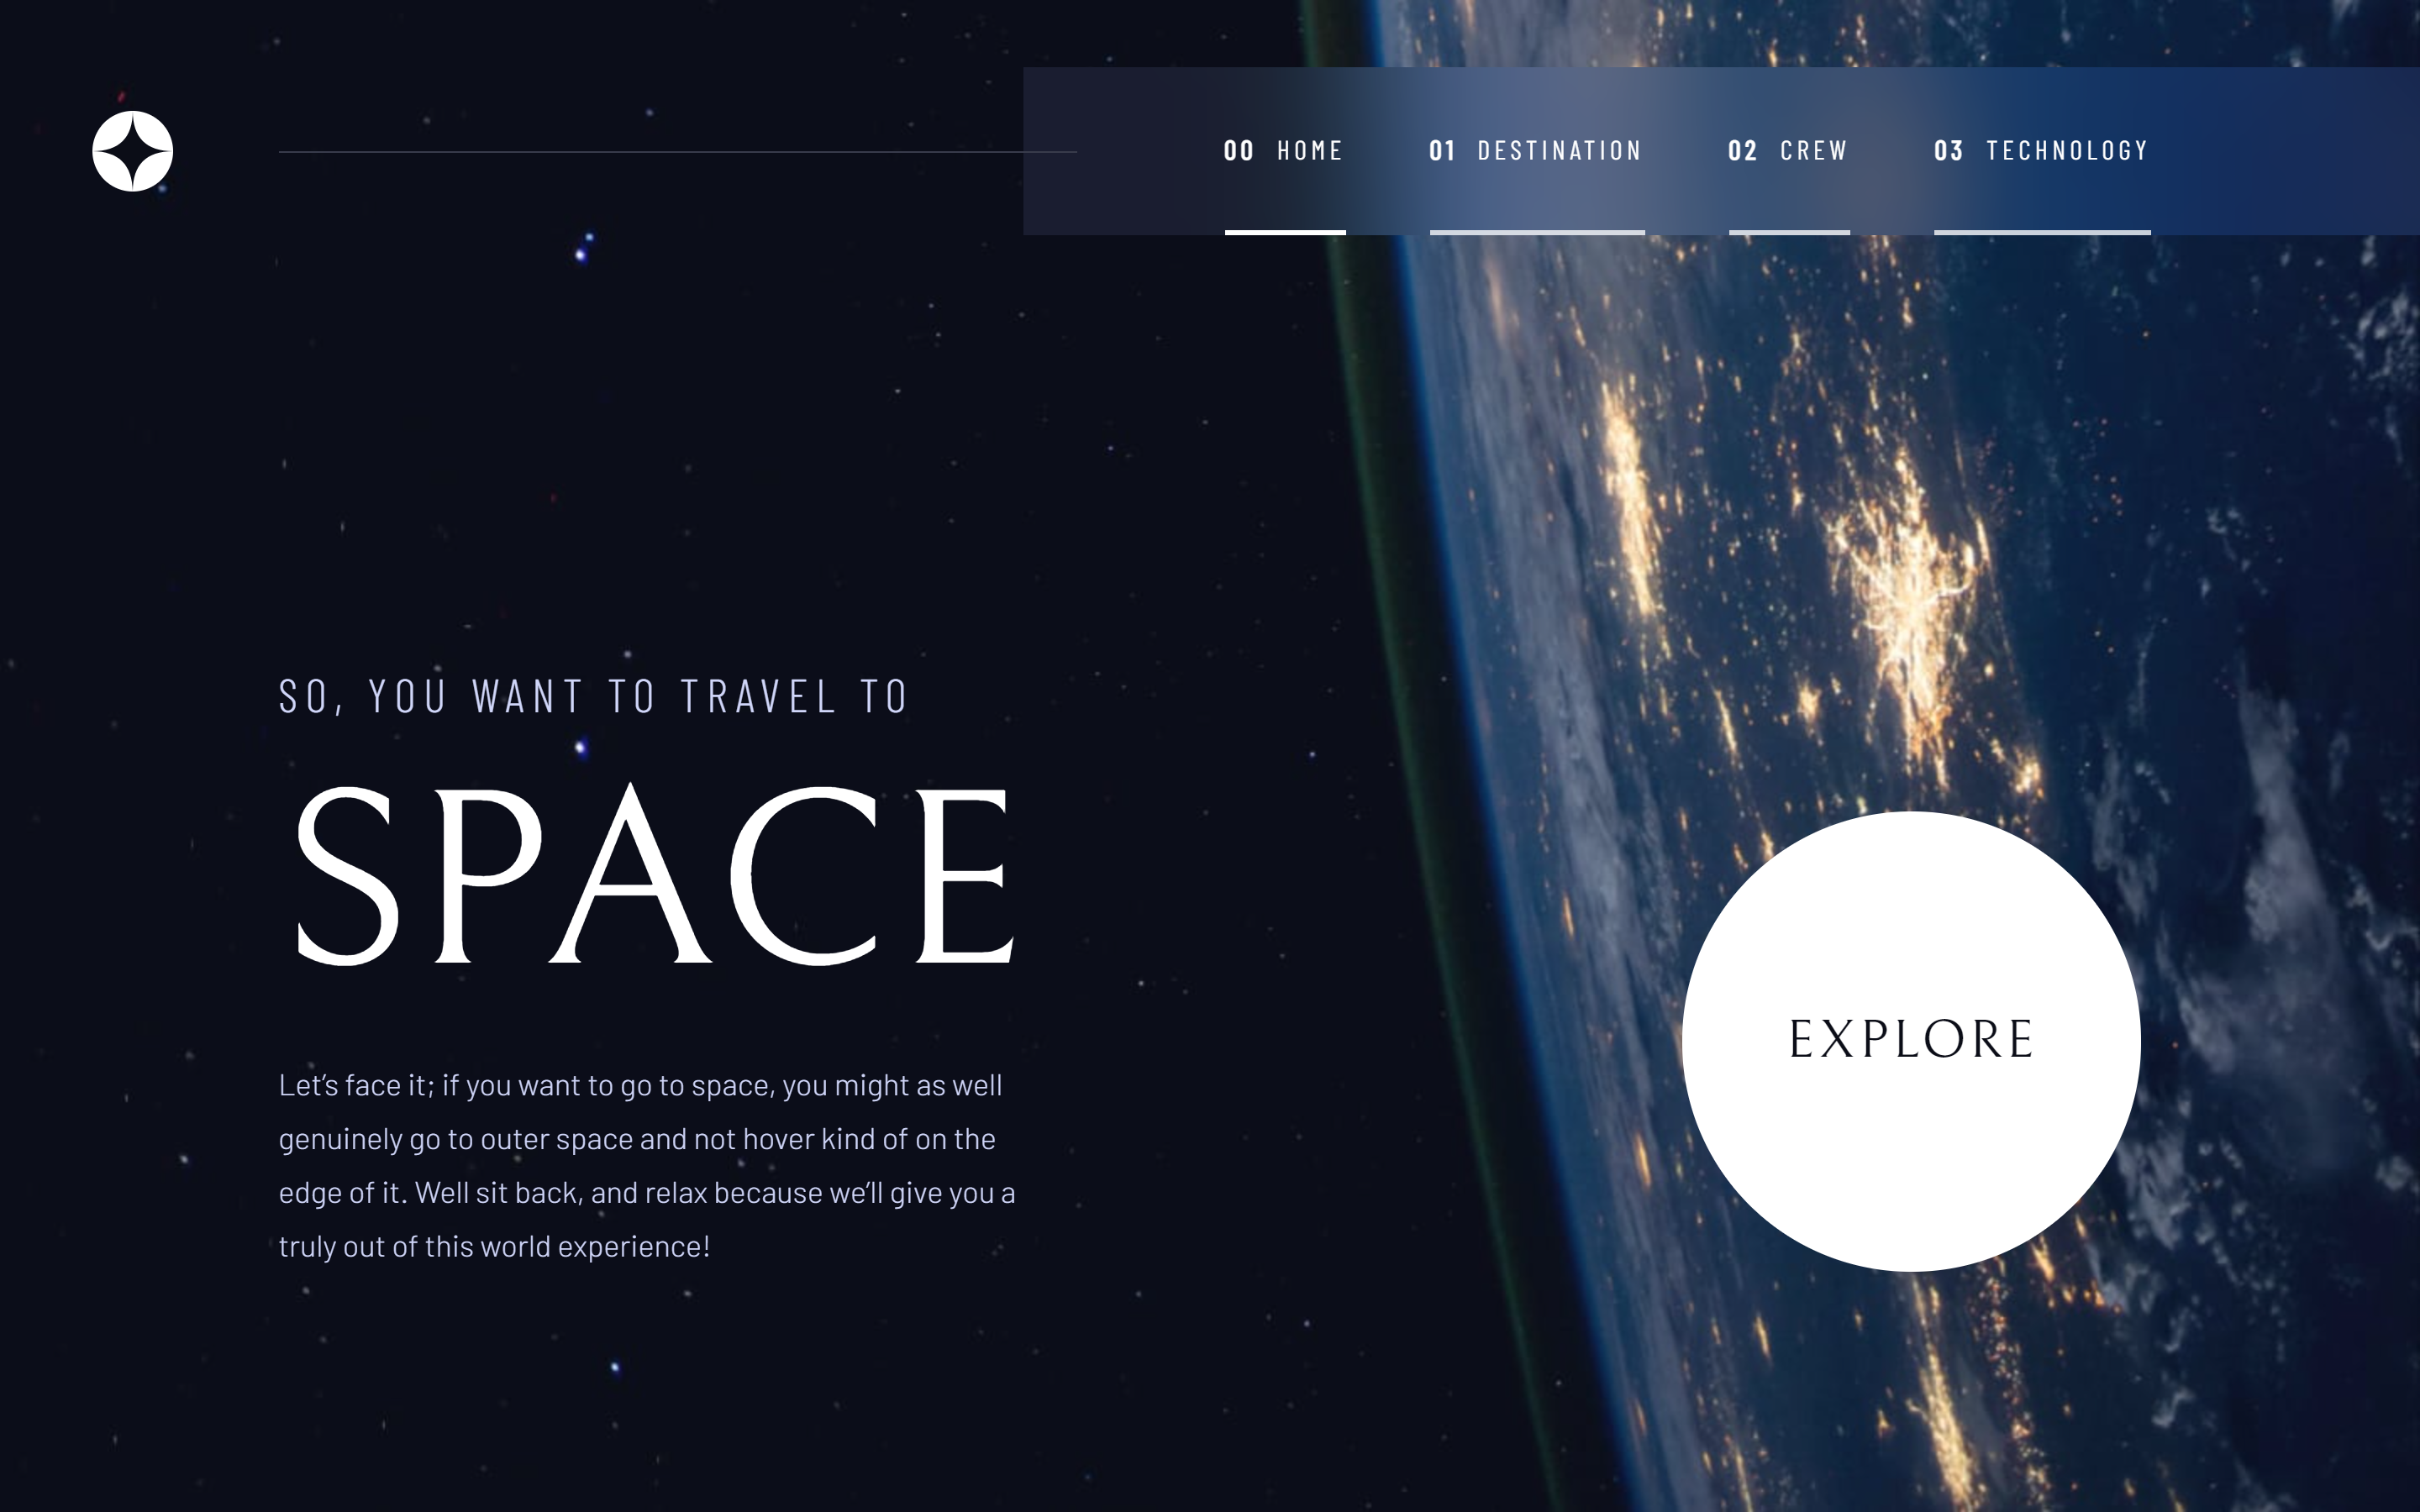 00 HOME 01 DESTINATION 02 CREW 03 TECHNOLOGY
SO, YOU WANT TO TRAVEL TO
SPACE
Let’s face it; if you want to go to space, you might as well
genuinely go to outer space and not hover kind of on the
edge of it. Well sit back, and relax because we’ll give you a
truly out of this world experience!
EXPLORE